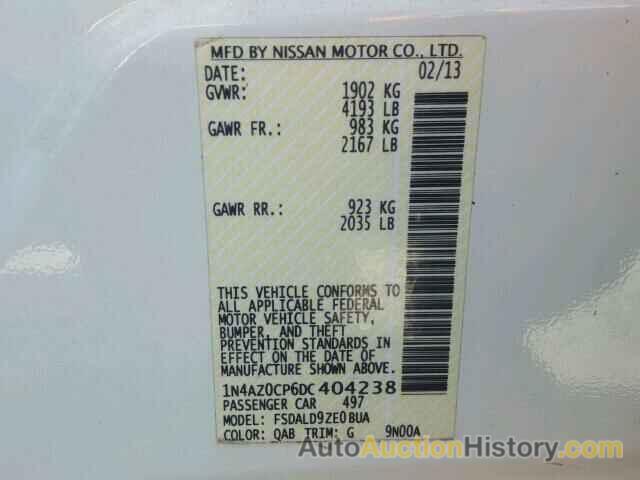 MFD BY NISSAN MOTOR CO., LTD.
DATE: 02/13
GVWR: 1902 KG
4193 LB
GAWR FR.: 983 KG
2167 LB
GAWR RR.: 923 KG
2035 LB
THIS VEHICLE CONFORMS TO
ALL APPLICABLE FEDERAL
MOTOR VEHICLE SAFETY,
BUMPER, AND THEFT
PREVENTION STANDARDS IN
EFFECT ON THE DATE OF
MANUFACTURE SHOWN ABOVE.
1N4AZ0CP6DC404238
PASSENGER CAR 497
MODEL: FSDALD9ZE0BUA
COLOR: QAB TRIM: G 9N00A
AUCTIONHISTORY.COM
AuctionHistory.com